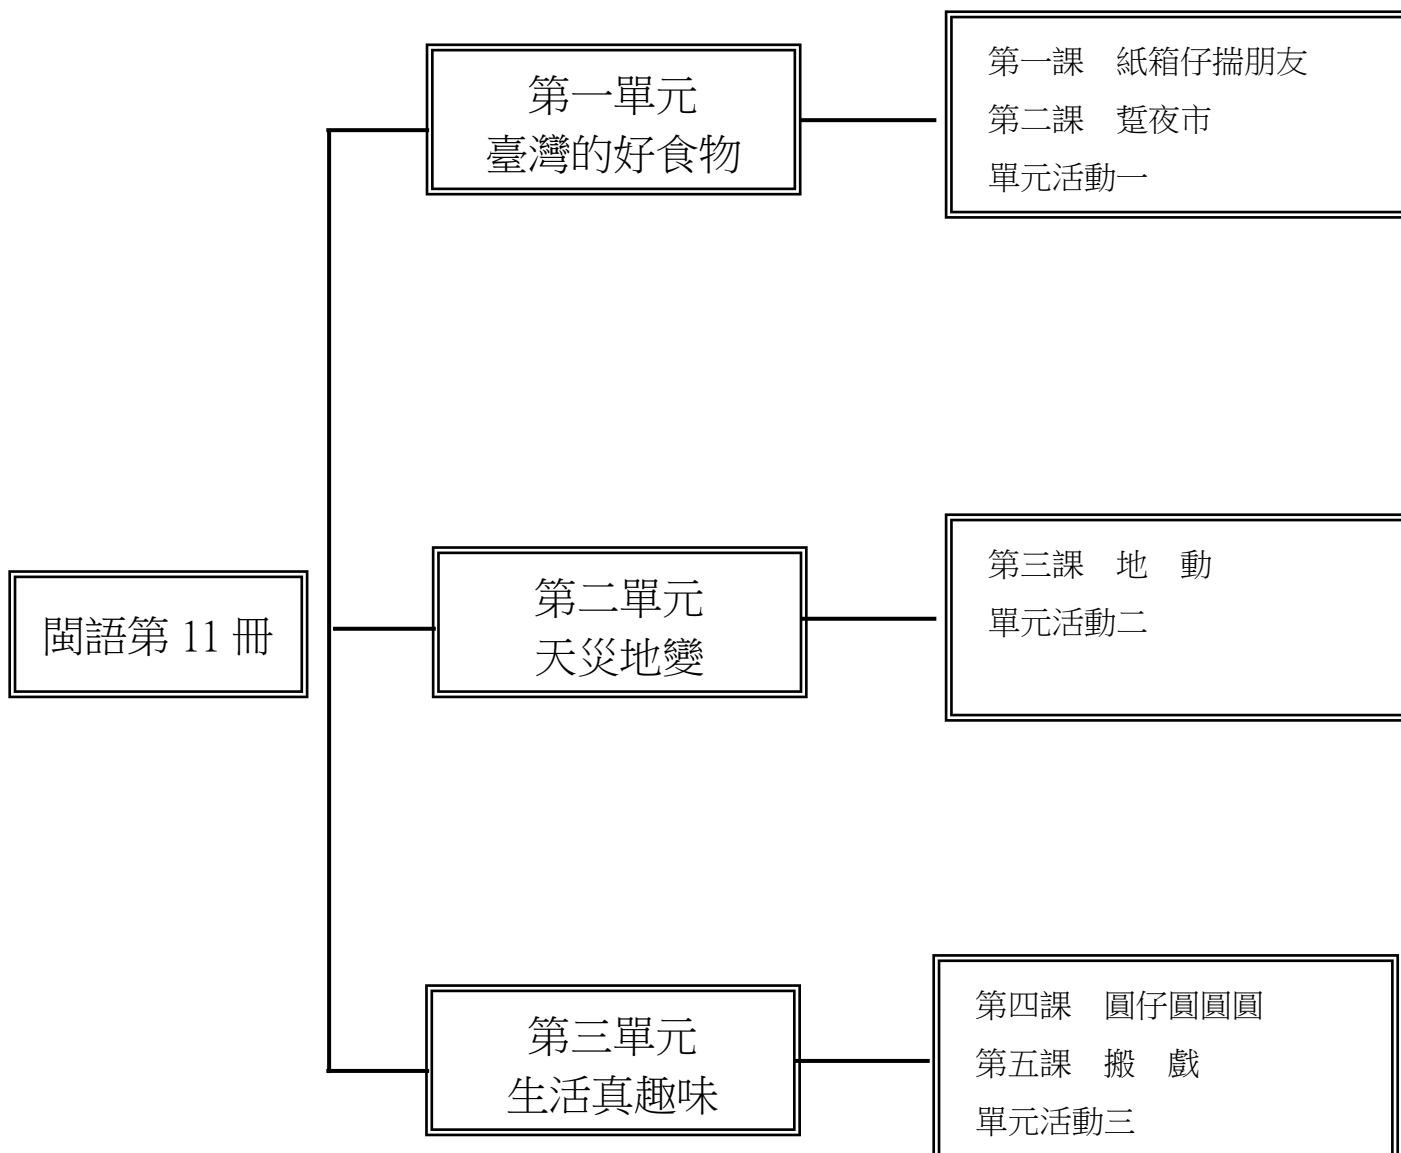 閩語第 11 冊
第一單元
臺灣的好食物
第一課　紙箱仔揣朋友
第二課　踅夜市
單元活動一
第二單元
天災地變
第三課　地　動
單元活動二
第三單元
生活真趣味
第四課　圓仔圓圓圓
第五課　搬　戲
單元活動三